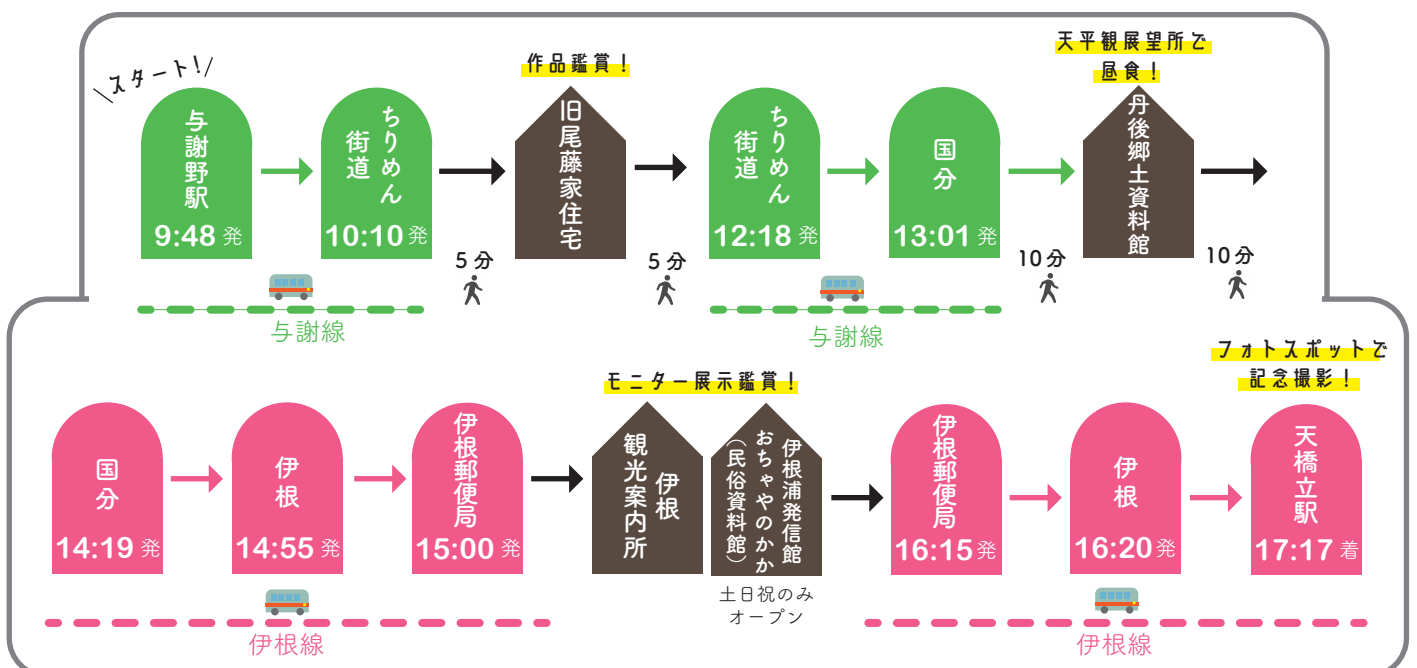 スタート!
与謝野駅
9:48 発
ちりめん
街道
10:10 発
5分
作品鑑賞!
旧尾藤家住宅
5分
ちりめん
街道
12:18 発
国分
13:01 発
10分
天平観展望所で
昼食!
丹後郷土資料館
10分
与謝線
与謝線
国分
14:19 発
伊根
14:55 発
伊根郵便局
15:00 発
モニター展示鑑賞!
伊根
観光案内所
伊根浦発信館
おちゃやのかか
(民俗資料館)
土日祝のみ
オープン
伊根郵便局
16:15 発
伊根
16:20 発
フォトスポットで
記念撮影!
天橋立駅
17:17 着
伊根線
伊根線